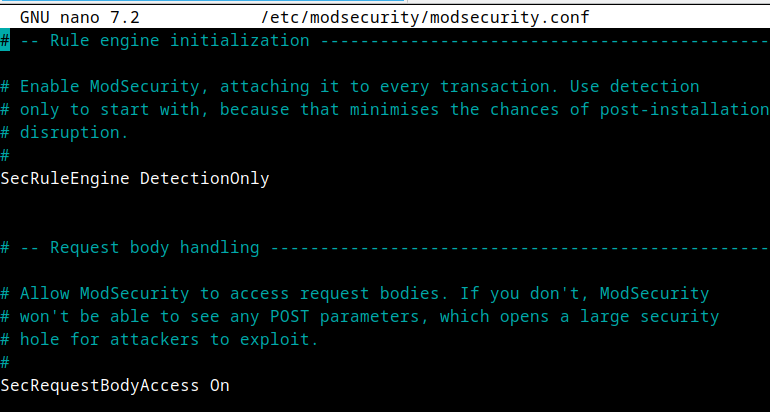 GNU nano 7.2 /etc/modsecurity/modsecurity.conf
# -- Rule engine initialization ---------------------------------------------
# Enable ModSecurity, attaching it to every transaction. Use detection
# only to start with, because that minimises the chances of post-installation
# disruption.
#
SecRuleEngine DetectionOnly
# -- Request body handling --------------------------------------------------
# Allow ModSecurity to access request bodies. If you don't, ModSecurity
# won't be able to see any POST parameters, which opens a large security
# hole for attackers to exploit.
#
SecRequestBodyAccess On